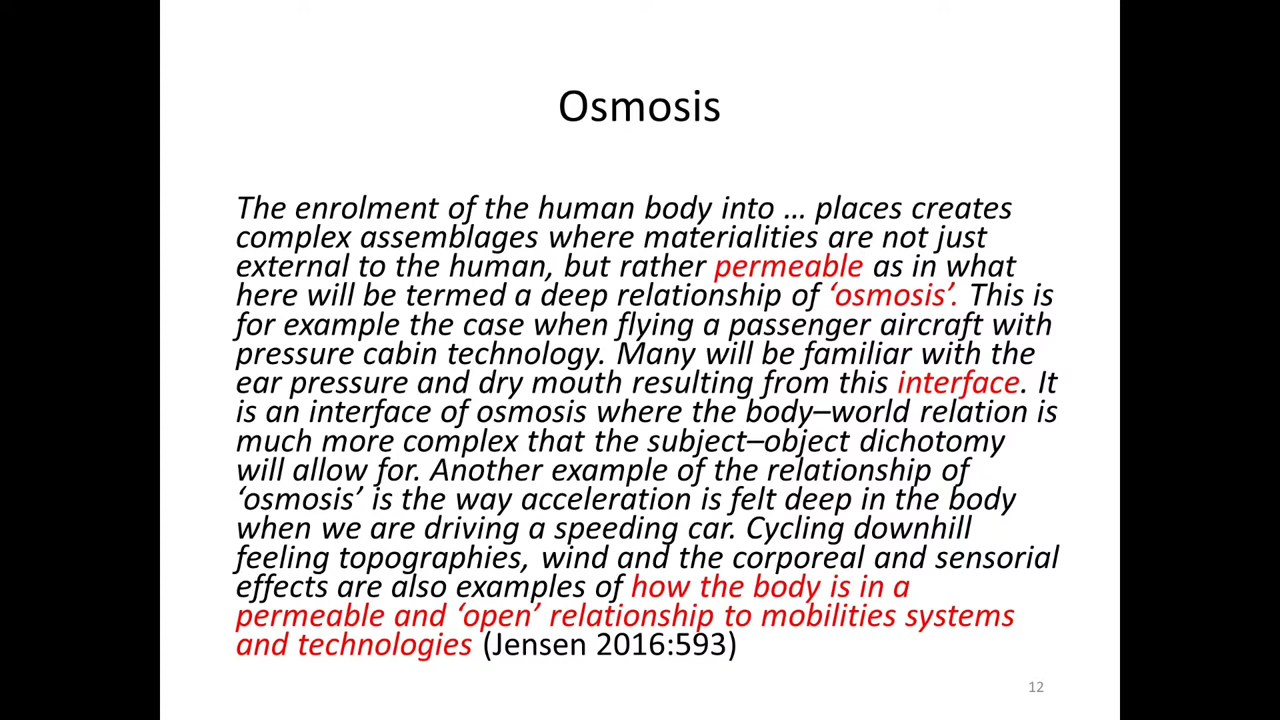 Osmosis
The enrolment of the human body into … places creates
complex assemblages where materialities are not just
external to the human, but rather permeable as in what
here will be termed a deep relationship of ‘osmosis’. This is
for example the case when flying a passenger aircraft with
pressure cabin technology. Many will be familiar with the
ear pressure and dry mouth resulting from this interface. It
is an interface of osmosis where the body–world relation is
much more complex that the subject–object dichotomy
will allow for. Another example of the relationship of
‘osmosis’ is the way acceleration is felt deep in the body
when we are driving a speeding car. Cycling downhill
feeling topographies, wind and the corporeal and sensorial
effects are also examples of how the body is in a
permeable and ‘open’ relationship to mobilities systems
and technologies (Jensen 2016:593)
12